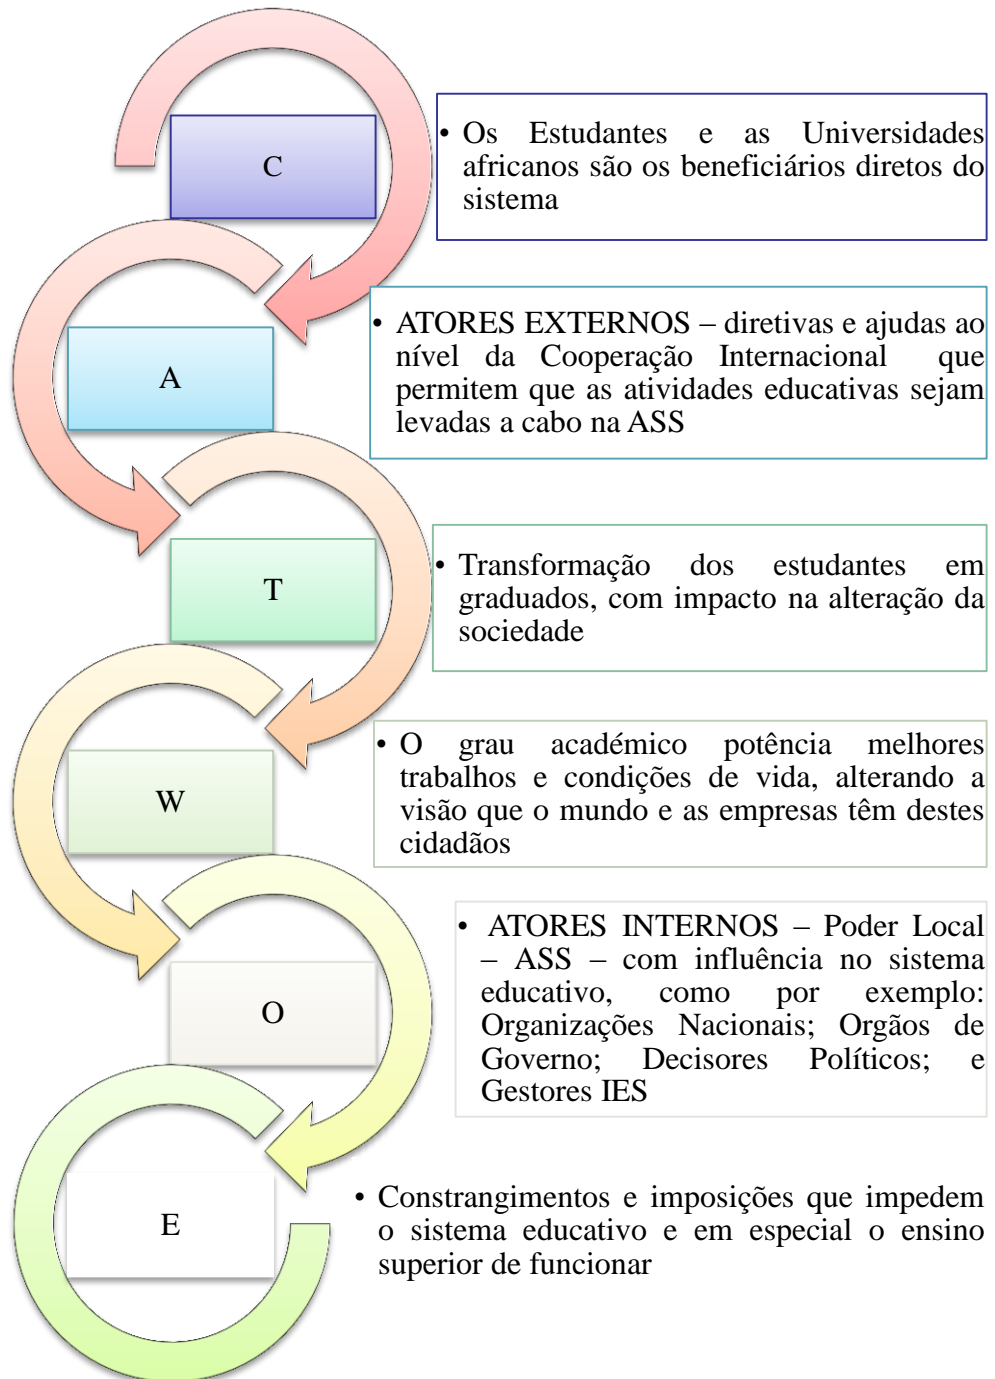 C
• Os Estudantes e as Universidades
africanos são os beneficiários diretos do
sistema
A
• ATORES EXTERNOS – diretivas e ajudas ao
nível da Cooperação Internacional que
permitem que as atividades educativas sejam
levadas a cabo na ASS
T
• Transformação dos estudantes em
graduados, com impacto na alteração da
sociedade
W
• O grau académico potência melhores
trabalhos e condições de vida, alterando a
visão que o mundo e as empresas têm destes
cidadãos
O
• ATORES INTERNOS – Poder Local
– ASS – com influência no sistema
educativo, como por exemplo:
Organizações Nacionais; Orgãos de
Governo; Decisores Políticos; e
Gestores IES
E
• Constrangimentos e imposições que impedem
o sistema educativo e em especial o ensino
superior de funcionar